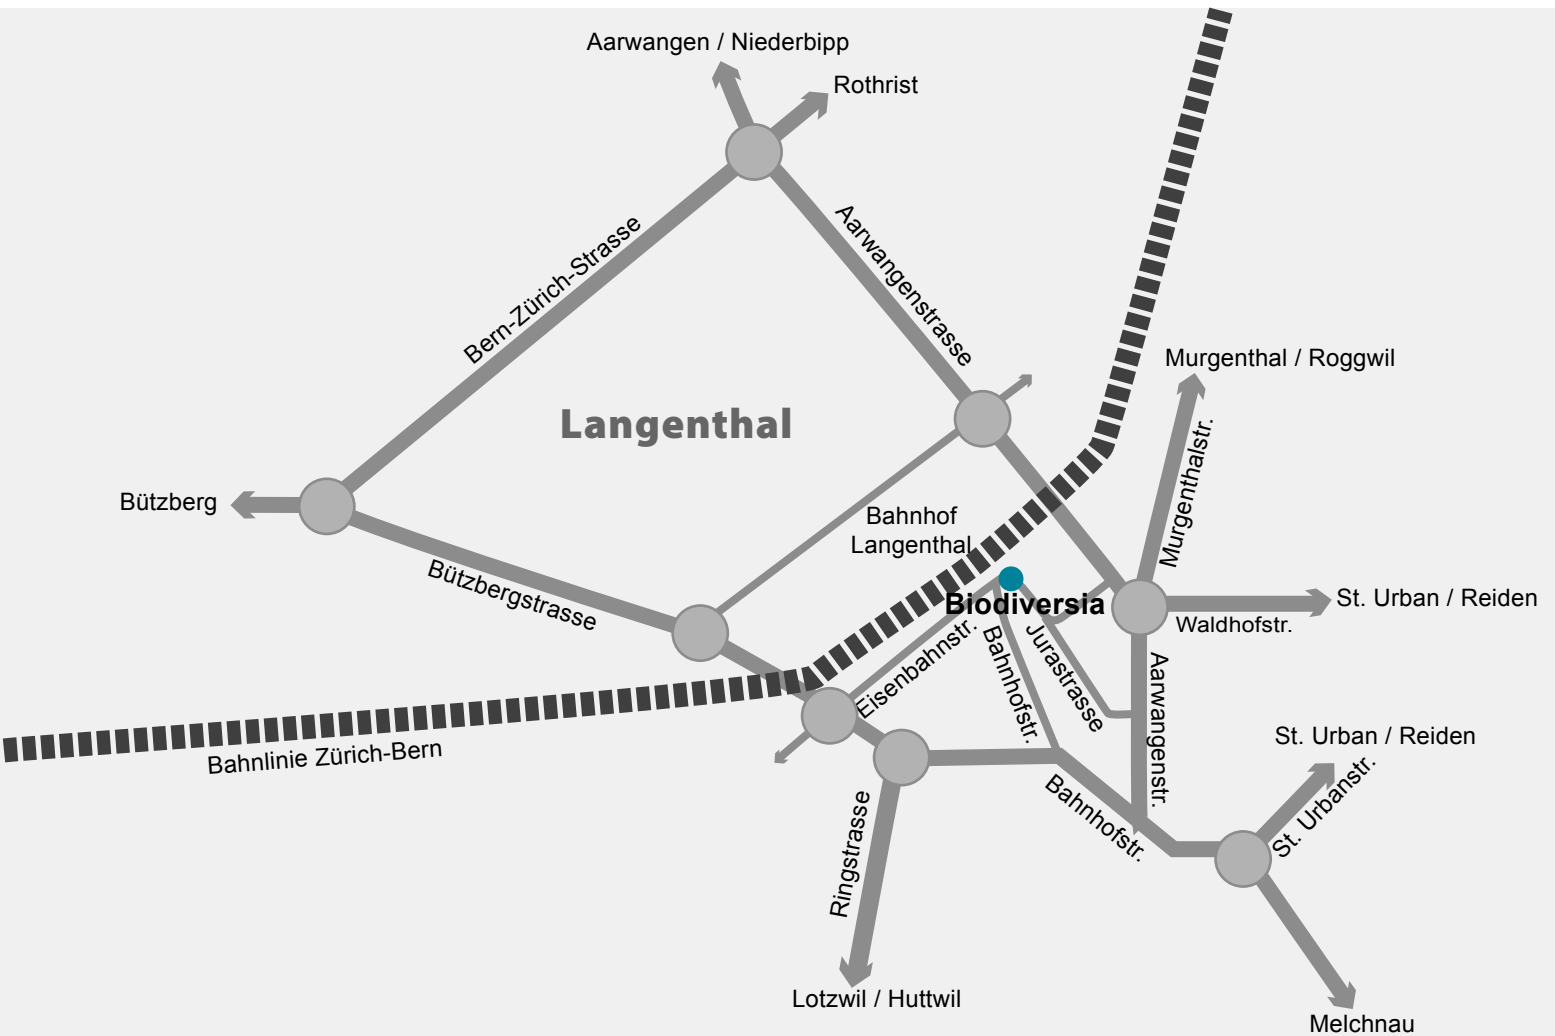 Aarwangen / Niederbipp
Rothrist
Bern-Zürich-Strasse
Aarwangenstrasse
Murgenthal / Roggwil
Langenthal
Murgenthalstr.
Bützberg
Bahnhof
Langenthal
Bützbergstrasse
Biodiversia
St. Urban / Reiden
Waldhofstr.
Eisenbahnstr.
Bahnhofstr.
Jurastrasse
Aarwangenstr.
Bahnlinie Zürich-Bern
St. Urban / Reiden
St. Urbanstr.
Bahnhofstr.
Ringstrasse
Lotzwil / Huttwil
Melchnau